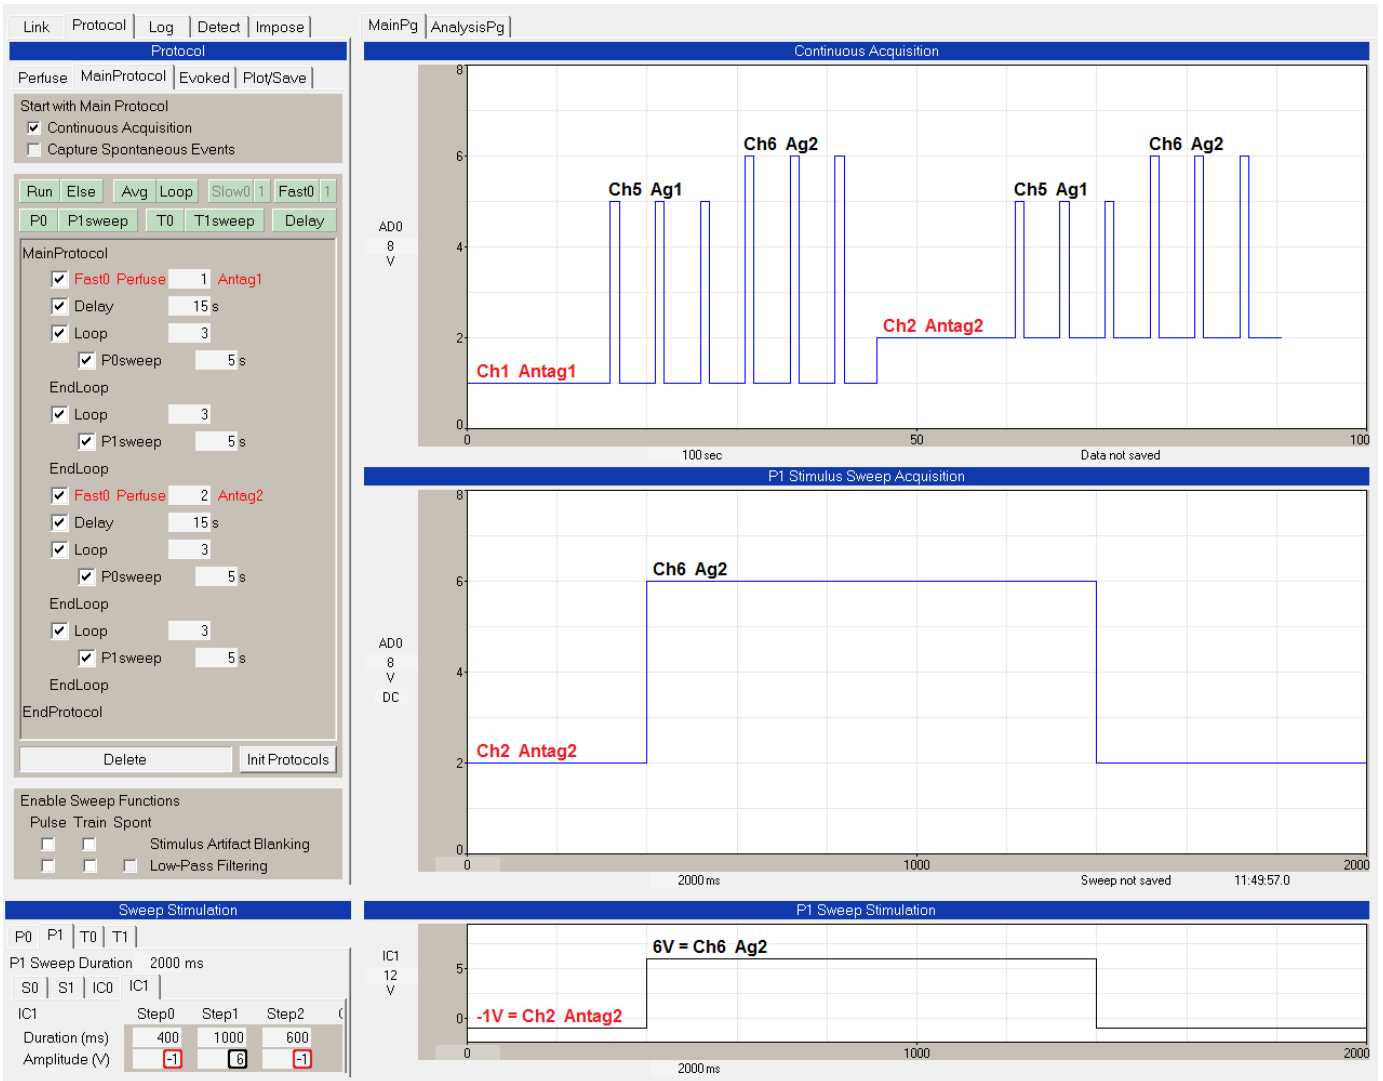 Link Protocol Log Detect Impose
Protocol
Perfuse MainProtocol Evoked Plot/Save
Start with Main Protocol
Continuous Acquisition
Capture Spontaneous Events
Run Else Avg Loop Slow0 1 Fast0 1
P0 P1sweep T0 T1sweep Delay
MainProtocol
Fast0 Perfuse 1 Antag1
Delay 15 s
Loop 3
P0sweep 5 s
EndLoop
Loop 3
P1sweep 5 s
EndLoop
Fast0 Perfuse 2 Antag2
Delay 15 s
Loop 3
P0sweep 5 s
EndLoop
Loop 3
P1sweep 5 s
EndLoop
EndProtocol
Delete Init Protocols
Enable Sweep Functions
Pulse Train Spont
Stimulus Artifact Blanking
Low-Pass Filtering
Sweep Stimulation
P0 P1 T0 T1
P1 Sweep Duration 2000 ms
S0 S1 IC0 IC1
IC1 Step0 Step1 Step2
Duration (ms) 400 1000 600
Amplitude (V) -1 6 -1
MainPg AnalysisPg
Continuous Acquisition
8
Ch6 Ag2 Ch6 Ag2
6
Ch5 Ag1 Ch5 Ag1
AD0
8
V
4
Ch2 Antag2
2
Ch1 Antag1
0
0 50 100
100 sec Data not saved
P1 Stimulus Sweep Acquisition
8
Ch6 Ag2
6
AD0
8
V
DC
4
Ch2 Antag2
2
0
0 1000 2000
2000 ms Sweep not saved 11:49:57.0
P1 Sweep Stimulation
6V = Ch6 Ag2
IC1
12
V
5
-1V = Ch2 Antag2
0
0 1000 2000
2000 ms